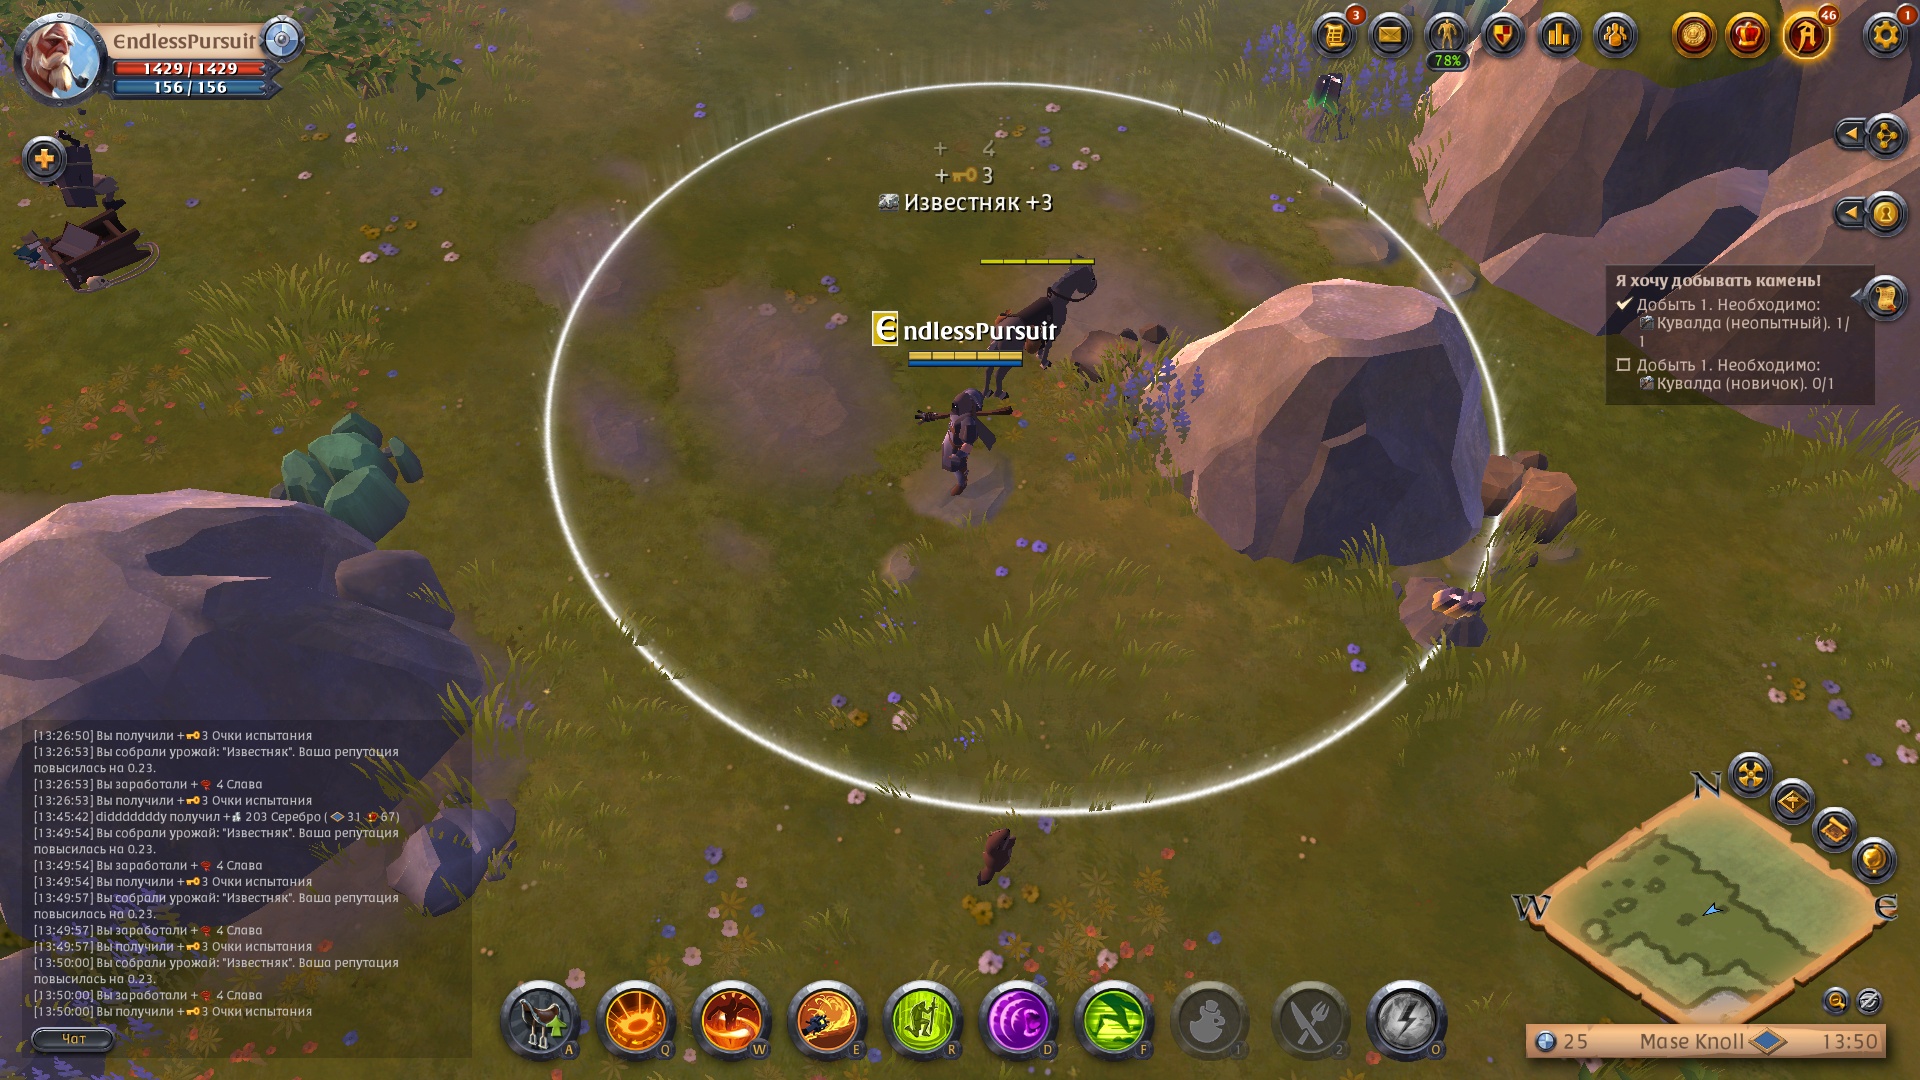 EndlessPursuit
1429 / 1429
156 / 156
3
78%
46
1
+ 4
+ 3
Известняк +3
EndlessPursuit
Я хочу добывать камень!
Добыть 1. Необходимо:
Кувалда (неопытный). 1/
1
Добыть 1. Необходимо:
Кувалда (новичок). 0/1
[13:26:50] Вы получили + 3 Очки испытания
[13:26:53] Вы собрали урожай: "Известняк". Ваша репутация
повысилась на 0.23.
[13:26:53] Вы заработали + 4 Слава
[13:26:53] Вы получили + 3 Очки испытания
[13:45:42] didddddddy получил + 203 Серебро ( 31 67)
[13:49:54] Вы собрали урожай: "Известняк". Ваша репутация
повысилась на 0.23.
[13:49:54] Вы заработали + 4 Слава
[13:49:54] Вы получили + 3 Очки испытания
[13:49:57] Вы собрали урожай: "Известняк". Ваша репутация
повысилась на 0.23.
[13:49:57] Вы заработали + 4 Слава
[13:49:57] Вы получили + 3 Очки испытания
[13:50:00] Вы собрали урожай: "Известняк". Ваша репутация
повысилась на 0.23.
[13:50:00] Вы заработали + 4 Слава
[13:50:00] Вы получили + 3 Очки испытания
Чат
A Q W E R D F 1 2 O
N
W E
25 Mase Knoll 13:50